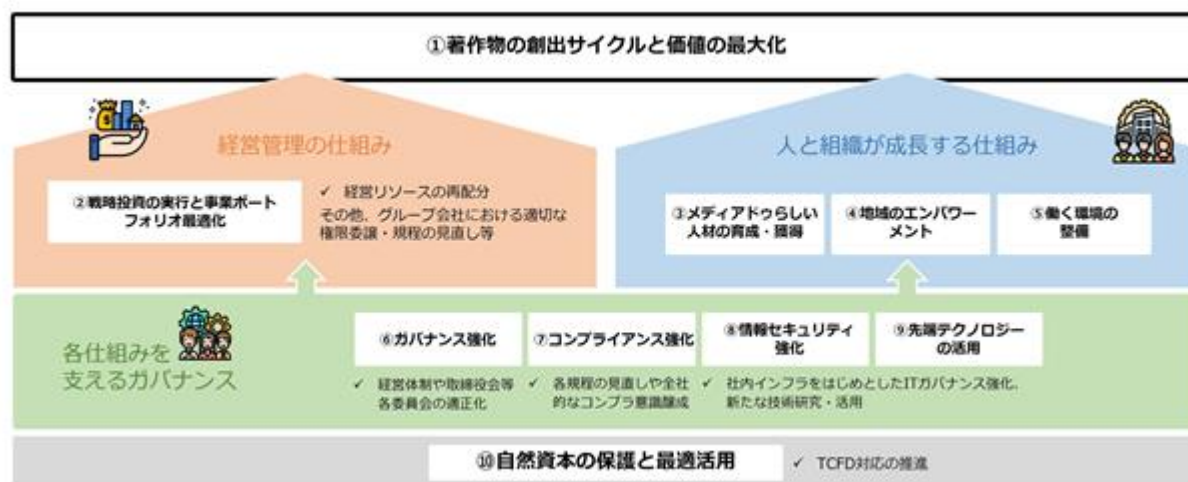 ①著作物の創出サイクルと価値の最大化
経営管理の仕組み
②戦略投資の実行と事業ポート
フォリオ最適化
✓ 経営リソースの再配分
その他、グループ会社における適切な
権限委譲・規程の見直し等
人と組織が成長する仕組み
③メディアドゥらしい
人材の育成・獲得
④地域のエンパワー
メント
⑤働く環境の
整備
各仕組みを
支えるガバナンス
⑥ガバナンス強化
✓ 経営体制や取締役会等
各委員会の適正化
⑦コンプライアンス強化
✓ 各規程の見直しや全社
的なコンプラ意識醸成
⑧情報セキュリティ
強化
⑨先端テクノロジー
の活用
✓ 社内インフラをはじめとしたITガバナンス強化、
新たな技術研究・活用
⑩自然資本の保護と最適活用
✓ TCFD対応の推進